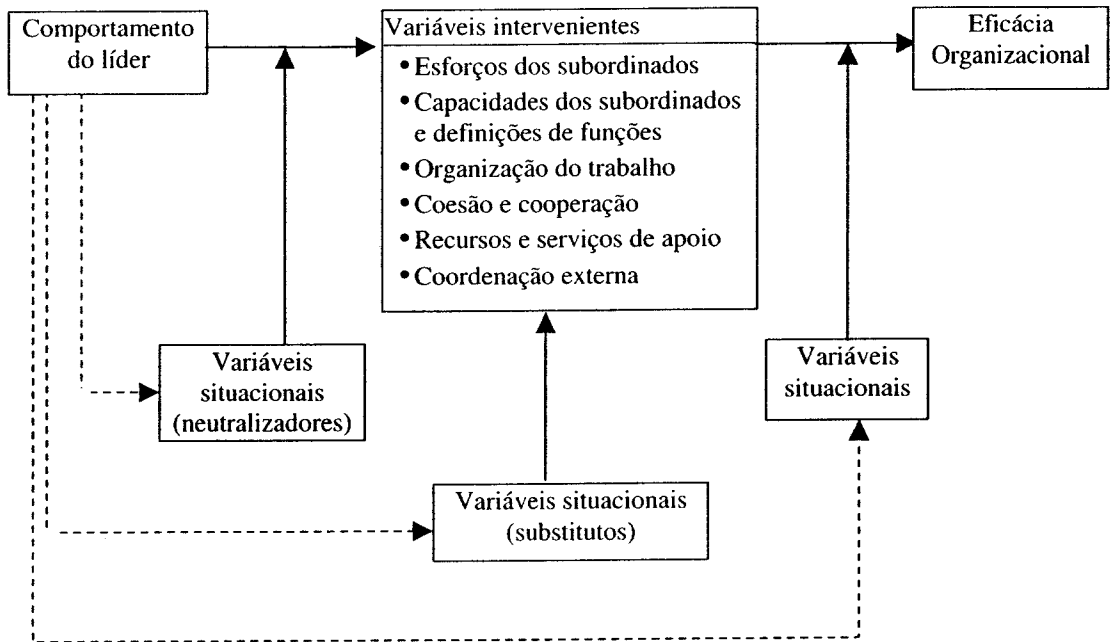 Comportamento
do líder
Variáveis intervenientes
• Esforços dos subordinados
• Capacidades dos subordinados
e definições de funções
• Organização do trabalho
• Coesão e cooperação
• Recursos e serviços de apoio
• Coordenação externa
Eficácia
Organizacional
Variáveis
situacionais
(neutralizadores)
Variáveis
situacionais
Variáveis situacionais
(substitutos)